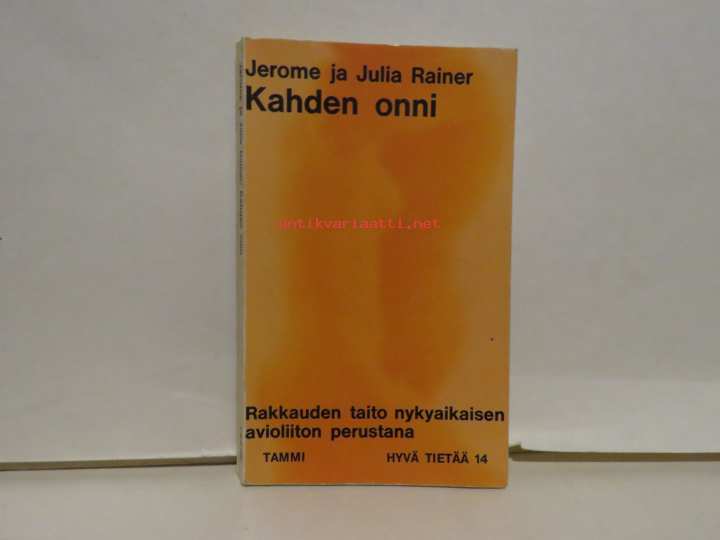 Jerome ja Julia Rainer
Kahden onni
antikvariaatti.net
Rakkauden taito nykyaikaisen
avioliiton perustana
TAMMI HYVÄ TIETÄÄ 14